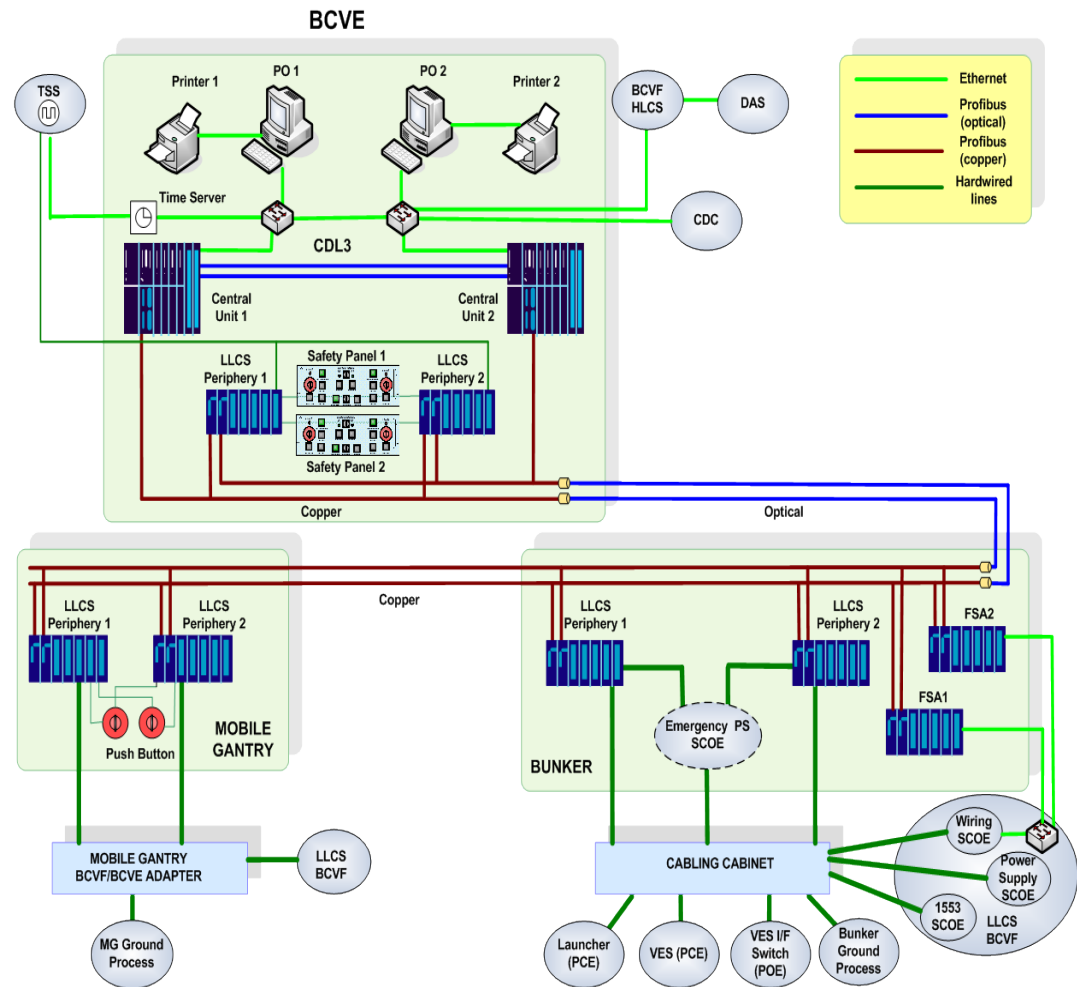 BCVE
TSS
Printer 1
PO 1
PO 2
Printer 2
BCVF
HLCS
DAS
Ethernet
Profibus
(optical)
Profibus
(copper)
Hardwired
lines
Time Server
CDC
CDL3
Central
Unit 1
Central
Unit 2
LLCS
Periphery 1
Safety Panel 1
LLCS
Periphery 2
Safety Panel 2
Copper
Optical
Copper
LLCS
Periphery 1
LLCS
Periphery 2
Push Button
MOBILE
GANTRY
LLCS
Periphery 1
LLCS
Periphery 2
FSA2
FSA1
Emergency PS
SCOE
BUNKER
MOBILE GANTRY
BCVF/BCVE ADAPTER
LLCS
BCVF
MG Ground
Process
CABLING CABINET
Wiring
SCOE
Power
Supply
SCOE
1553
SCOE
LLCS
BCVF
Launcher
(PCE)
VES (PCE)
VES I/F
Switch
(POE)
Bunker
Ground
Process